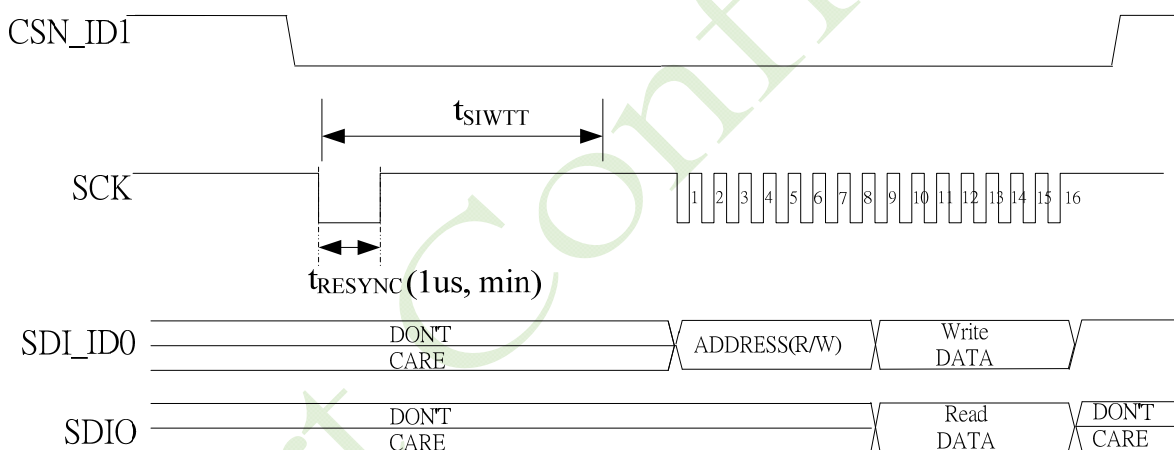 CSN_ID1
tSIWTT
SCK
1 2 3 4 5 6 7 8 9 10 11 12 13 14 15 16
tRESYNC (1us, min)
SDI_ID0
DON'T
CARE
ADDRESS(R/W)
Write
DATA
SDIO
DON'T
CARE
Read
DATA
DON'T
CARE